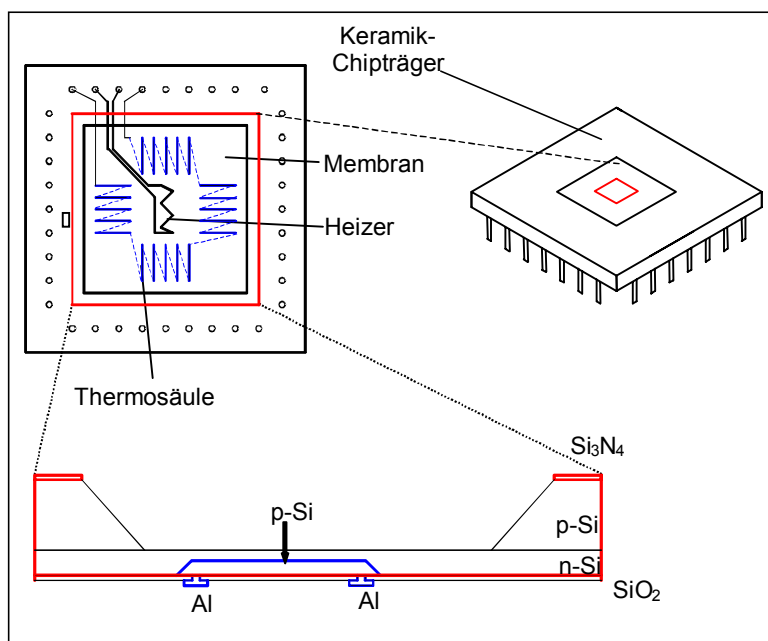 Keramik-
Chipträger
Membran
Heizer
Thermosäule
Si₃N₄
p-Si
p-Si
n-Si
Al
Al
SiO₂